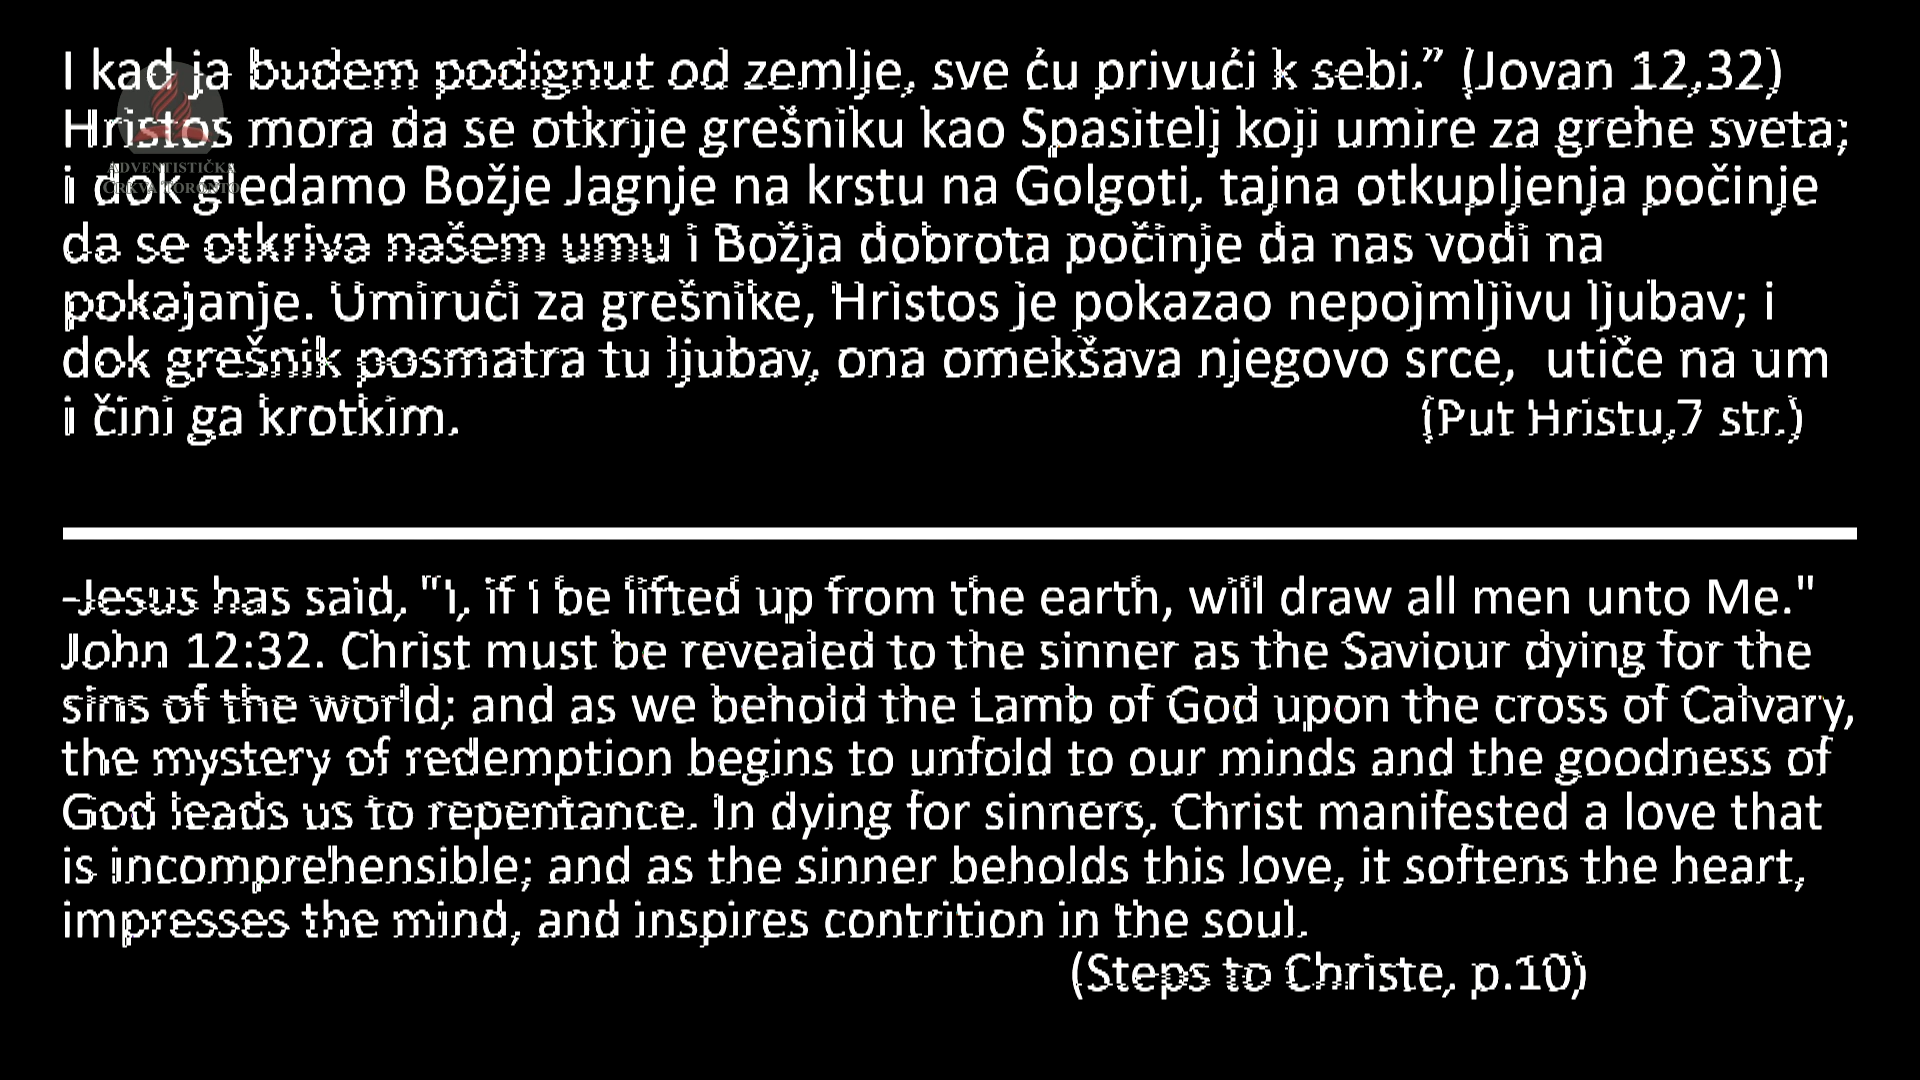 I kad ja budem podignut od zemlje, sve ću privući k sebi.” (Jovan 12,32)
Hristos mora da se otkrije grešniku kao Spasitelj koji umire za grehe sveta;
i dok gledamo Božje Jagnje na krstu na Golgoti, tajna otkupljenja počinje
da se otkriva našem umu i Božja dobrota počinje da nas vodi na
pokajanje. Umirući za grešnike, Hristos je pokazao nepojmljivu ljubav; i
dok grešnik posmatra tu ljubav, ona omekšava njegovo srce, utiče na um
i čini ga krotkim. (Put Hristu,7 str.)
ADVENTISTIČKA
CRKVA TORONTO
-Jesus has said, "I, if I be lifted up from the earth, will draw all men unto Me."
John 12:32. Christ must be revealed to the sinner as the Saviour dying for the
sins of the world; and as we behold the Lamb of God upon the cross of Calvary,
the mystery of redemption begins to unfold to our minds and the goodness of
God leads us to repentance. In dying for sinners, Christ manifested a love that
is incomprehensible; and as the sinner beholds this love, it softens the heart,
impresses the mind, and inspires contrition in the soul.
(Steps to Christe, p.10)